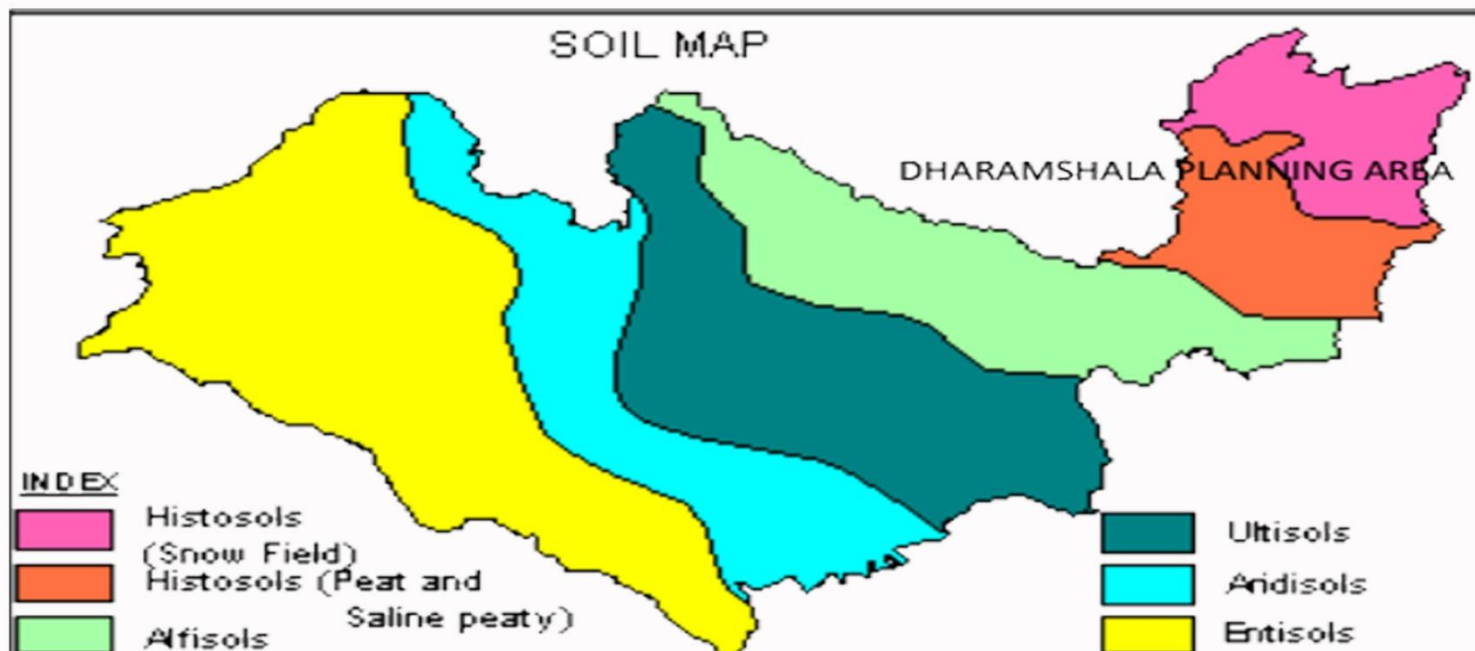 SOIL MAP
DHARAMSHALA PLANNING AREA
INDEX
Histosols
(Snow Field)
Histosols (Peat and
Saline peaty)
Alfisols
Ultisols
Aridisols
Entisols